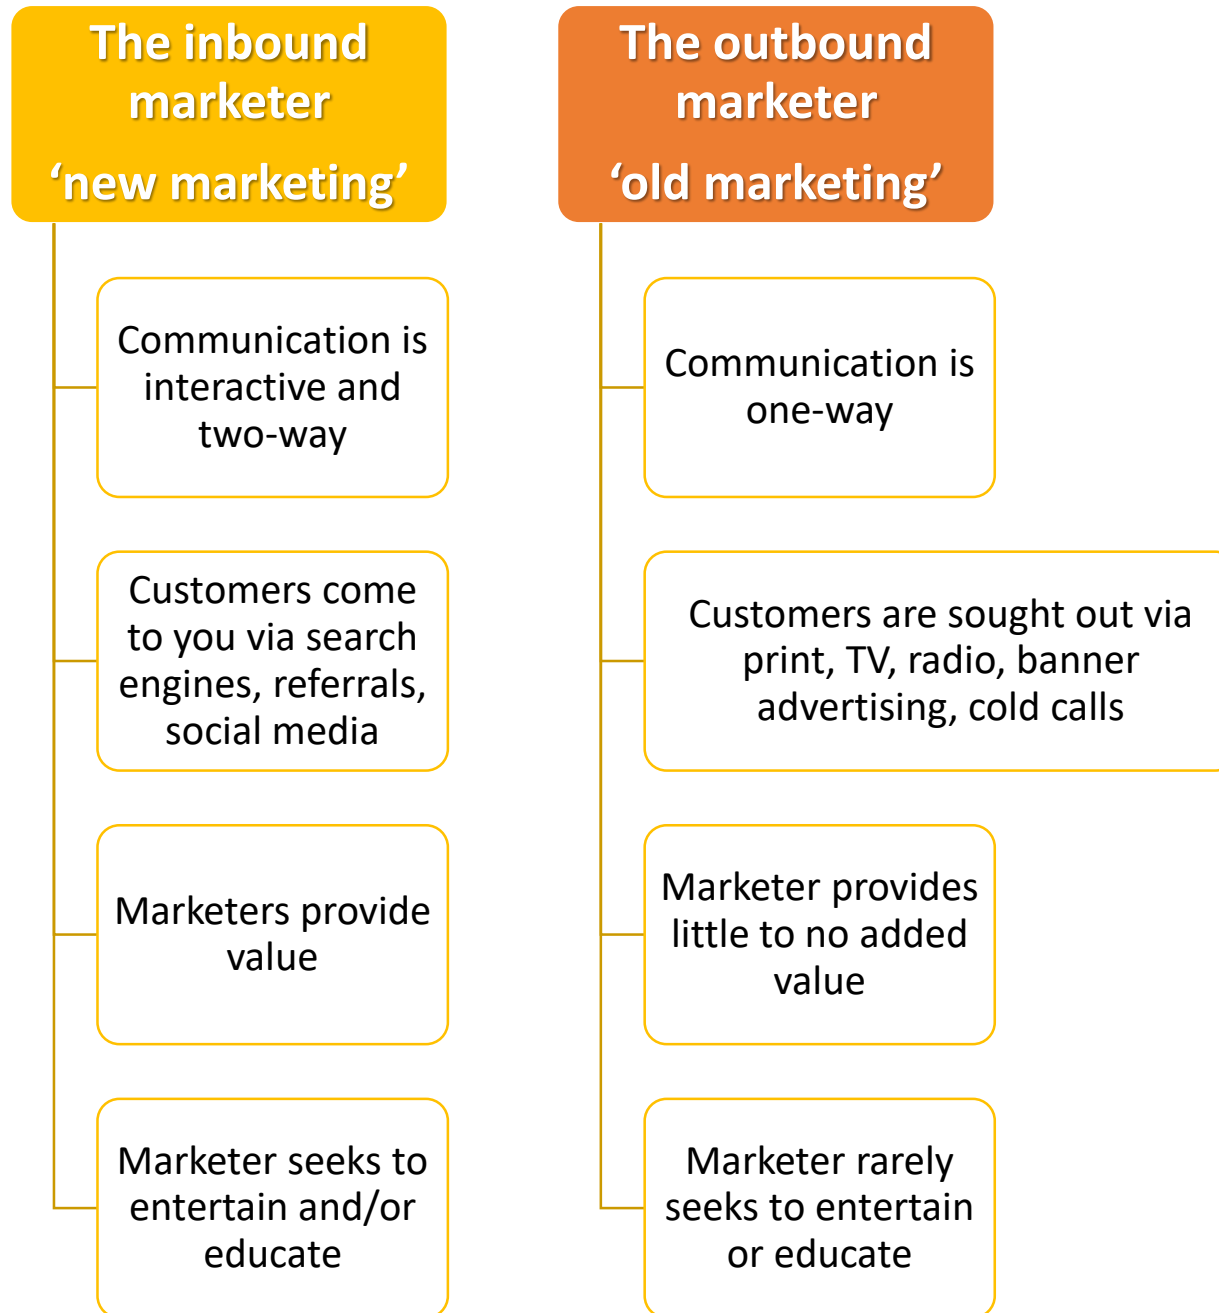 The inbound
marketer
‘new marketing’
Communication is
interactive and
two-way
Customers come
to you via search
engines, referrals,
social media
Marketers provide
value
Marketer seeks to
entertain and/or
educate
The outbound
marketer
‘old marketing’
Communication is
one-way
Customers are sought out via
print, TV, radio, banner
advertising, cold calls
Marketer provides
little to no added
value
Marketer rarely
seeks to entertain
or educate